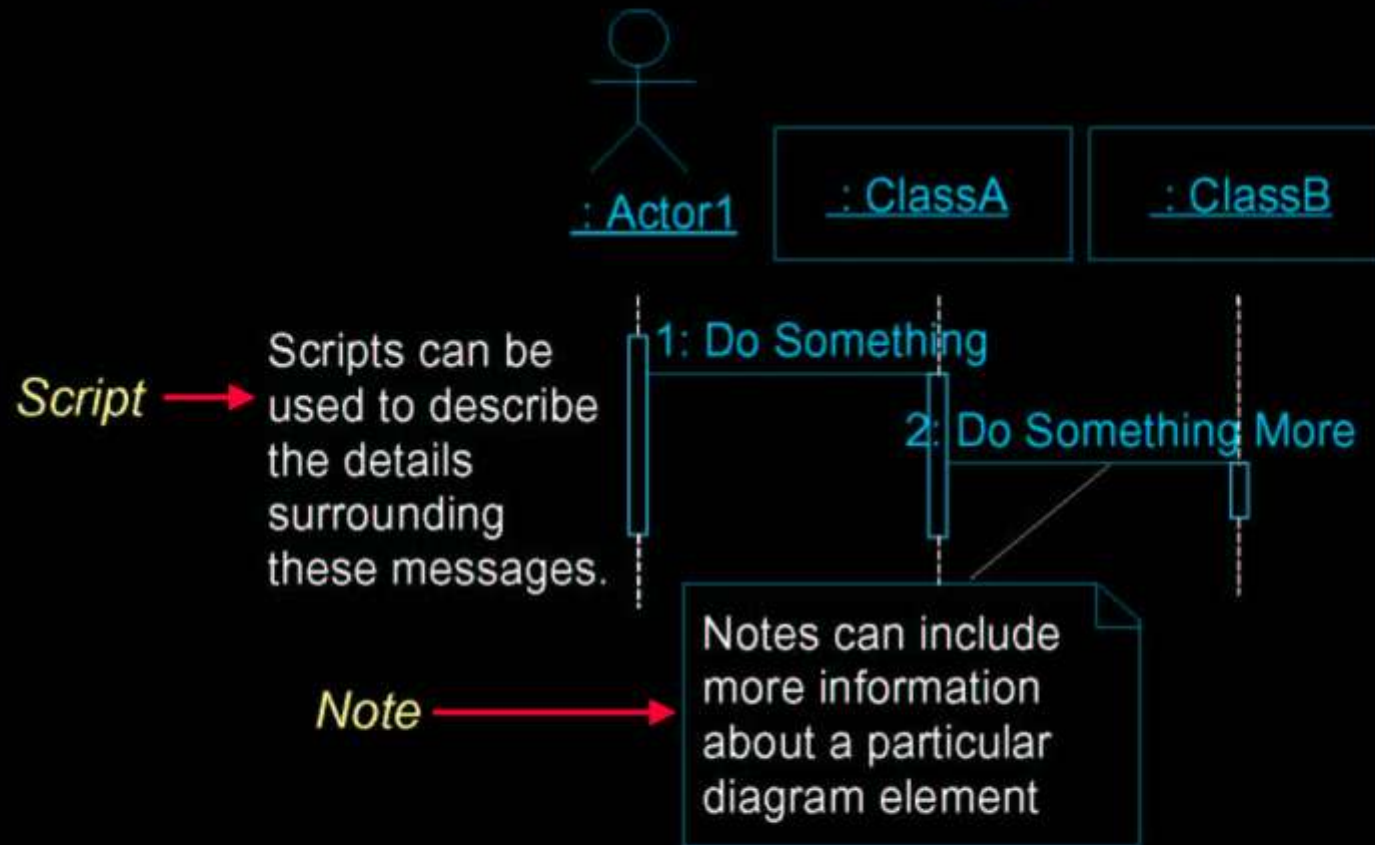 : Actor1
: ClassA
: ClassB
1: Do Something
2: Do Something More
Script
Scripts can be
used to describe
the details
surrounding
these messages.
Note
Notes can include
more information
about a particular
diagram element